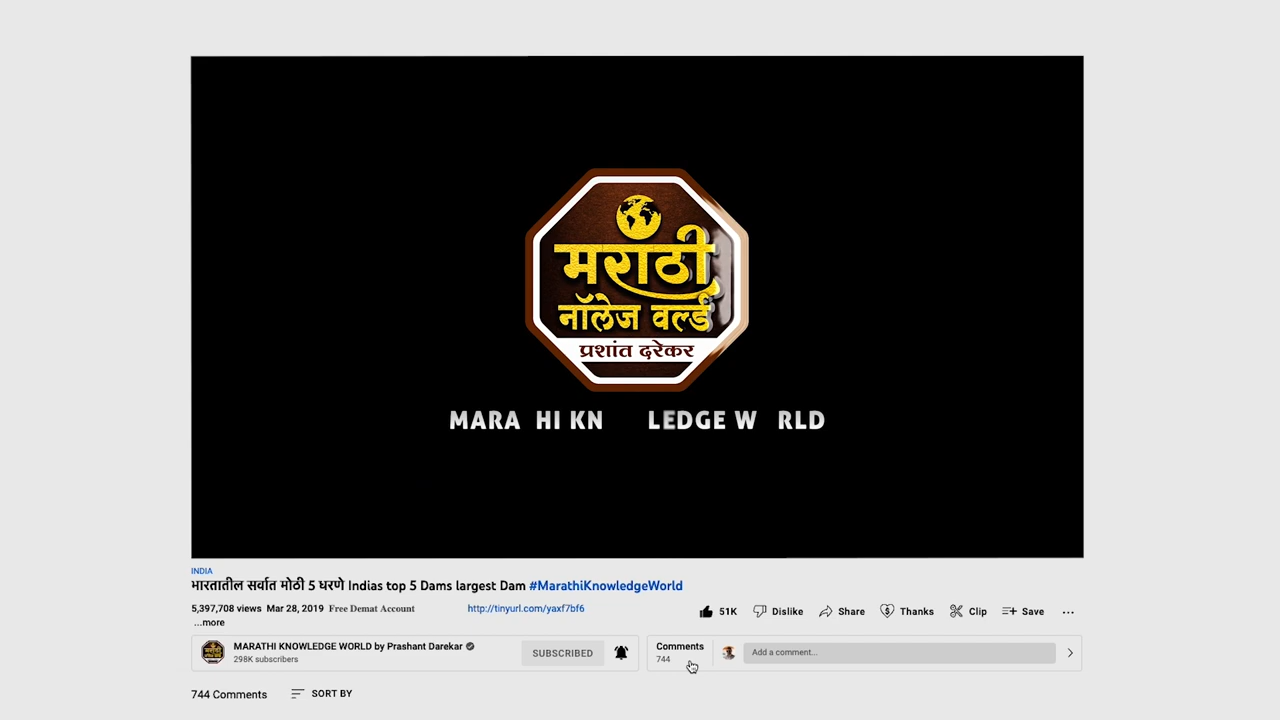 मराठी
नॉलेज वर्ल्ड
प्रशांत दरेकर
MARA HI KN LEDGE W RLD
INDIA
भारतातील सर्वात मोठी 5 धरणे Indias top 5 Dams largest Dam #MarathiKnowledgeWorld
5,397,708 views Mar 28, 2019 Free Demat Account http://tinyurl.com/yaxf7bf6
...more
51K Dislike Share Thanks Clip Save
MARATHI KNOWLEDGE WORLD by Prashant Darekar
298K subscribers
SUBSCRIBED
Comments
744
Add a comment...
744 Comments SORT BY